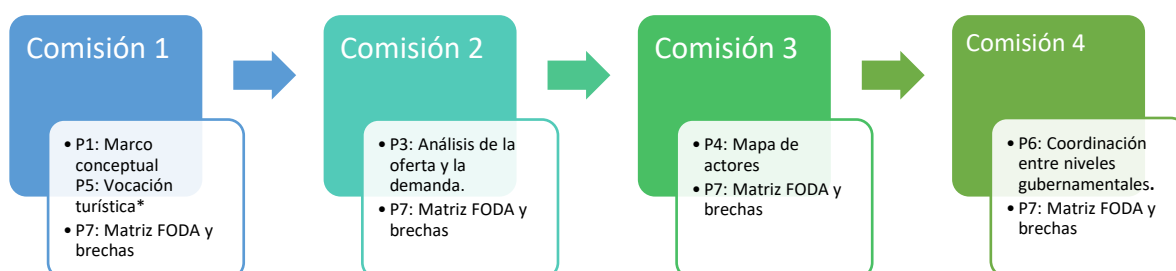 Comisión 1
• P1: Marco
conceptual
P5: Vocación
turística*
• P7: Matriz FODA y
brechas
Comisión 2
• P3: Análisis de la
oferta y la
demanda.
• P7: Matriz FODA y
brechas
Comisión 3
• P4: Mapa de
actores
• P7: Matriz FODA y
brechas
Comisión 4
• P6: Coordinación
entre niveles
gubernamentales.
• P7: Matriz FODA y
brechas